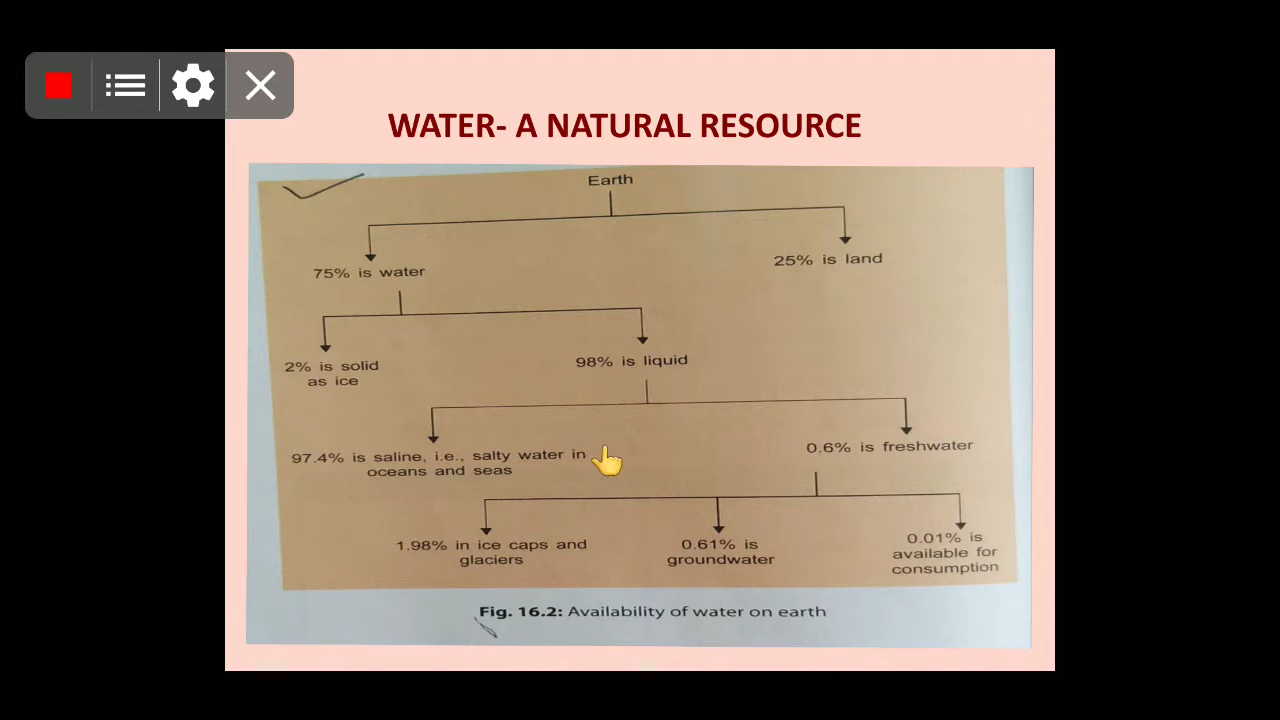 WATER- A NATURAL RESOURCE
Earth
75% is water
25% is land
2% is solid
as ice
98% is liquid
97.4% is saline, i.e., salty water in
oceans and seas
0.6% is freshwater
1.98% in ice caps and
glaciers
0.61% is
groundwater
0.01% is
available for
consumption
Fig. 16.2: Availability of water on earth